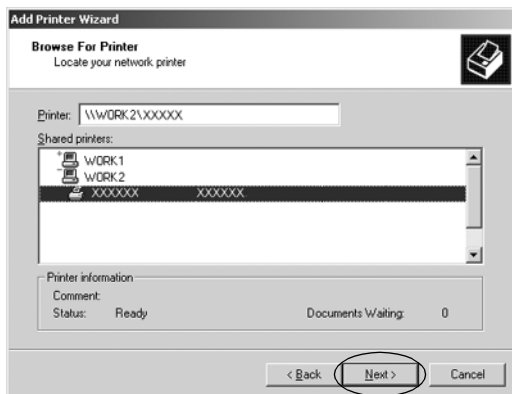 Add Printer Wizard
Browse For Printer
Locate your network printer
Printer: \\WORK2\XXXXX
Shared printers:
WORK1
WORK2
XXXXXX XXXXXX
Printer information
Comment:
Status: Ready Documents Waiting: 0
< Back Next > Cancel